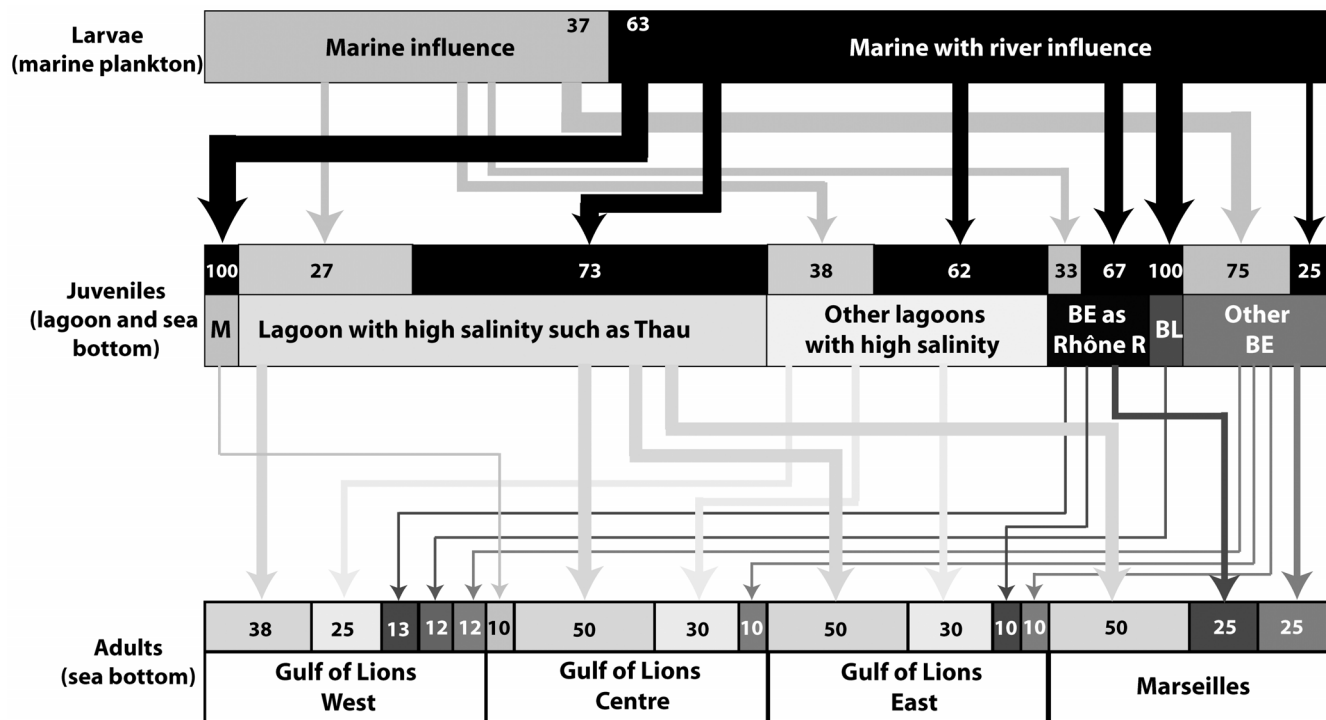 Larvae
(marine plankton)
Marine influence
37
63
Marine with river influence
100
27
73
38
62
33
67
100
75
25
Juveniles
(lagoon and sea
bottom)
M
Lagoon with high salinity such as Thau
Other lagoons
with high salinity
BE as
Rhône R
BL
Other
BE
Adults
(sea bottom)
38
25
13
12
12
10
50
30
10
50
30
10
10
50
25
25
Gulf of Lions
West
Gulf of Lions
Centre
Gulf of Lions
East
Marseilles